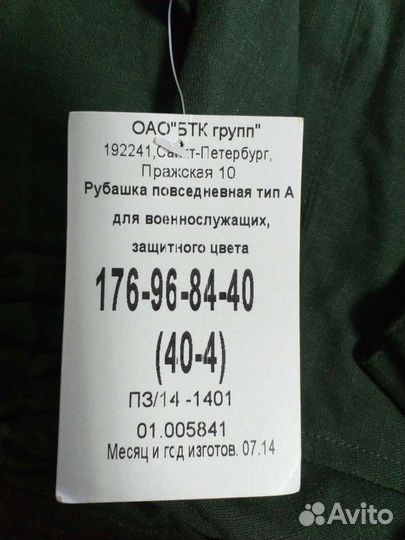 ОАО"БТК групп"
192241,Санкт-Петербург,
Пражская 10
Рубашка повседневная тип А
для военнослужащих,
защитного цвета
176-96-84-40
(40-4)
ПЗ/14 -1401
01.005841
Месяц и год изготов. 07.14
Avito